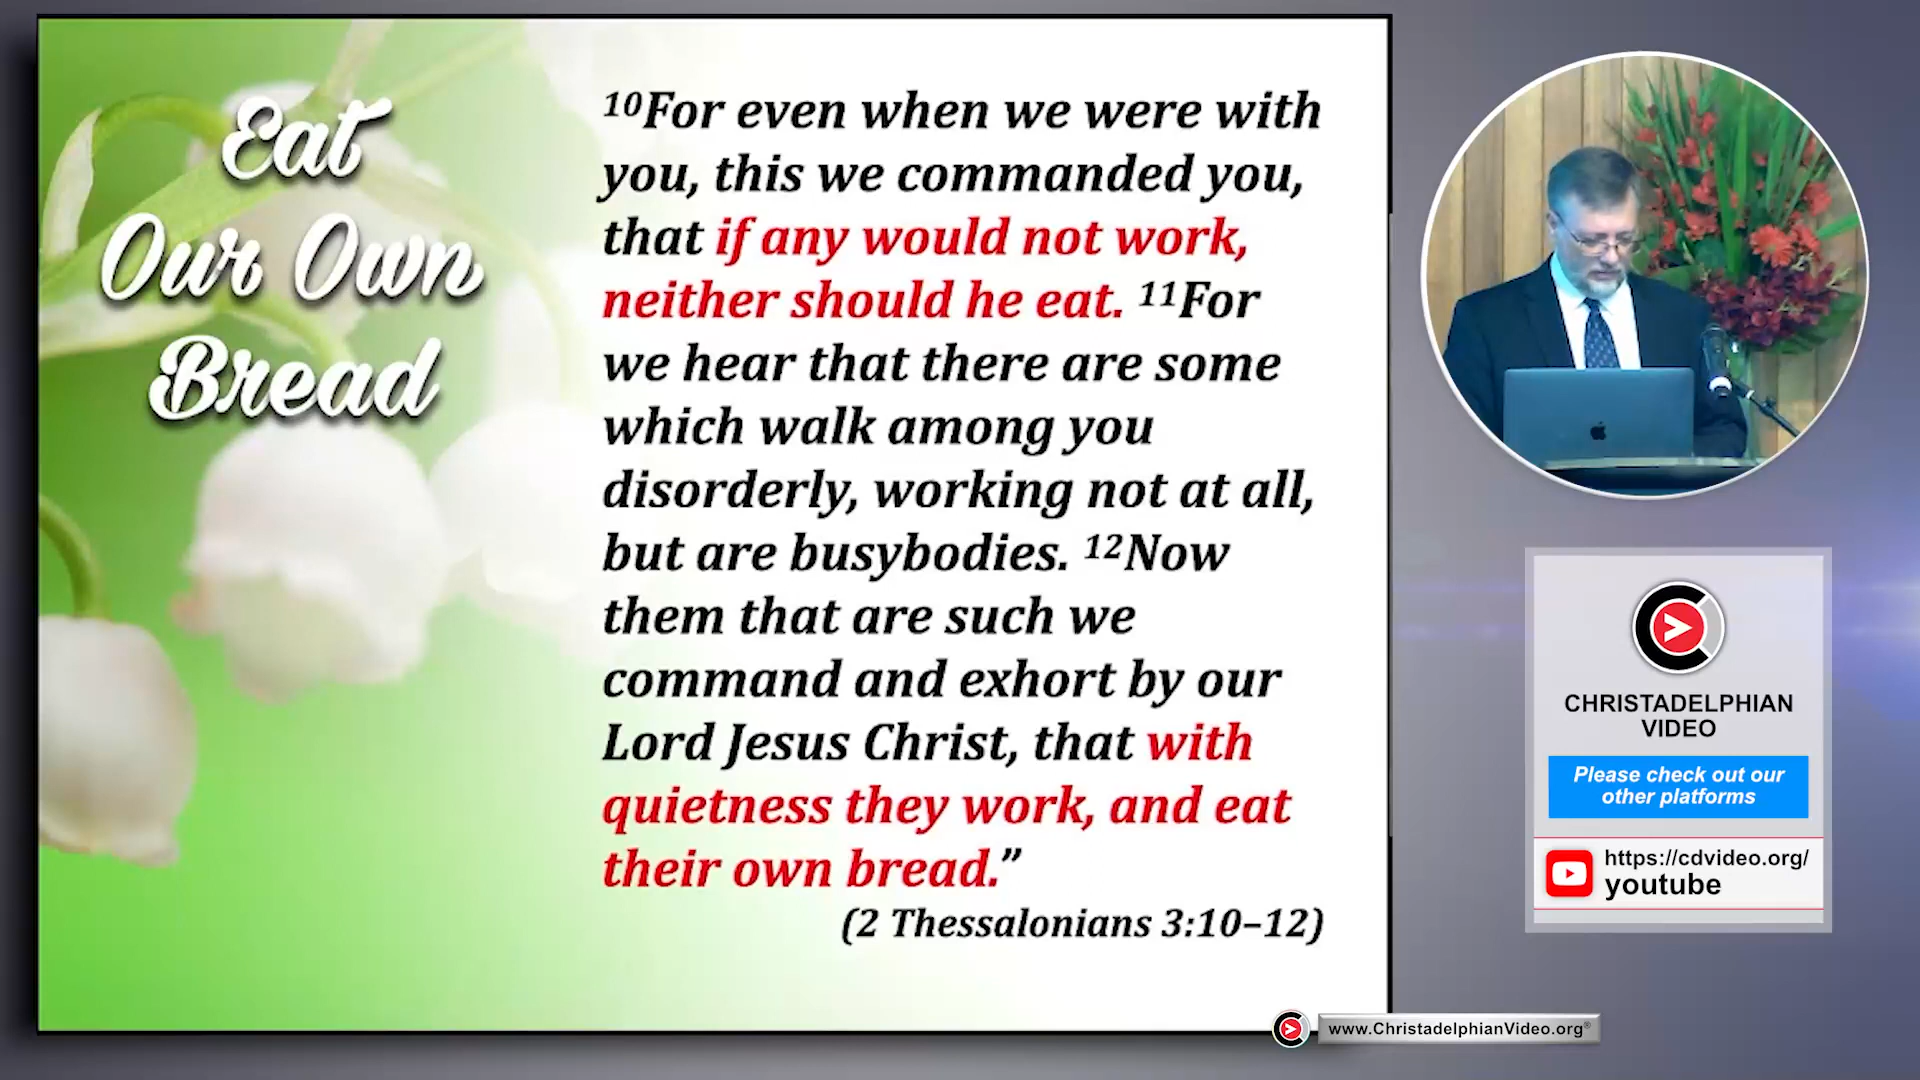 Eat
Our Own
Bread
10For even when we were with
you, this we commanded you,
that if any would not work,
neither should he eat. 11For
we hear that there are some
which walk among you
disorderly, working not at all,
but are busybodies. 12Now
them that are such we
command and exhort by our
Lord Jesus Christ, that with
quietness they work, and eat
their own bread.”
(2 Thessalonians 3:10–12)
CHRISTADELPHIAN
VIDEO
Please check out our
other platforms
https://cdvideo.org/
youtube
www.ChristadelphianVideo.org®